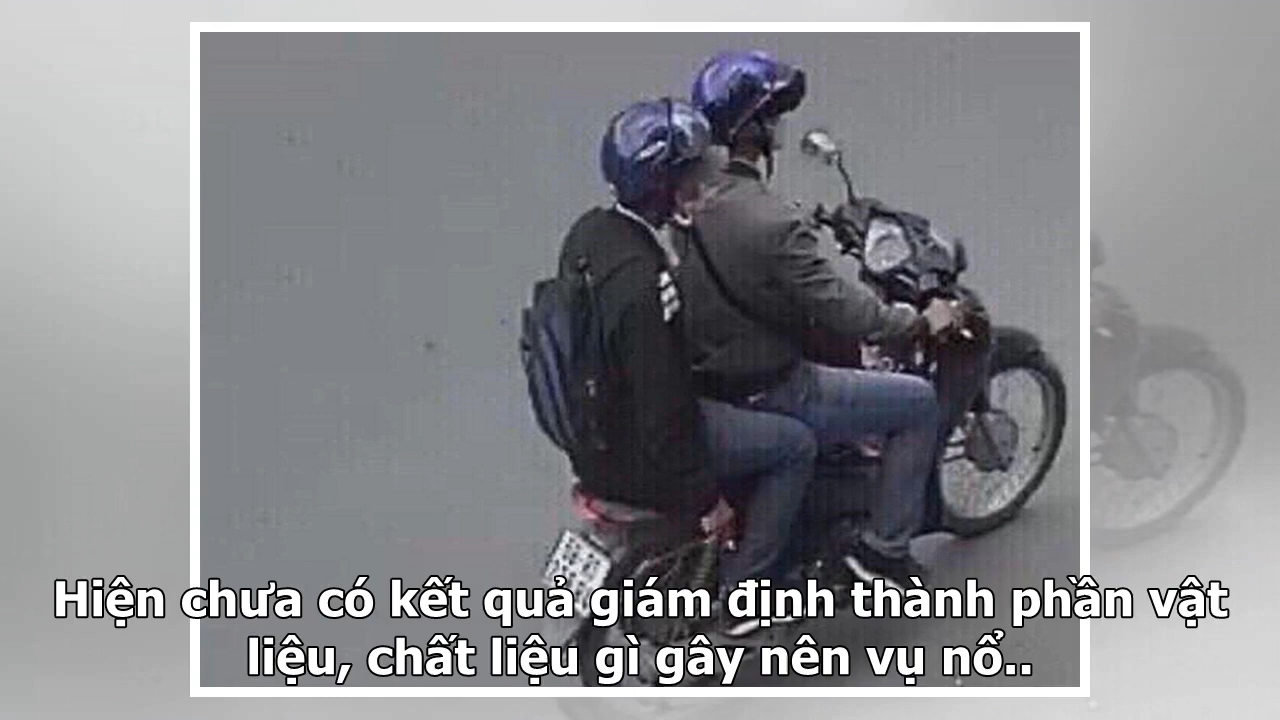 Hiện chưa có kết quả giám định thành phần vật
liệu, chất liệu gì gây nên vụ nổ..